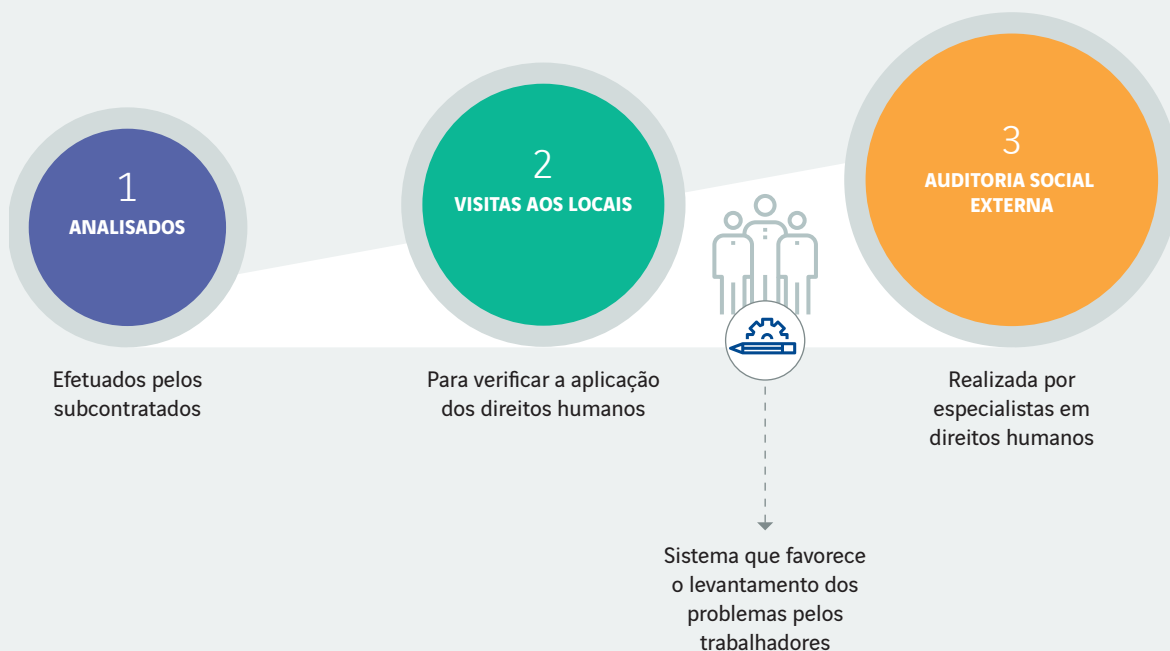 1
ANALISADOS
Efetuados pelos
subcontratados
2
VISITAS AOS LOCAIS
Para verificar a aplicação
dos direitos humanos
Sistema que favorece
o levantamento dos
problemas pelos
trabalhadores
3
AUDITORIA SOCIAL
EXTERNA
Realizada por
especialistas em
direitos humanos